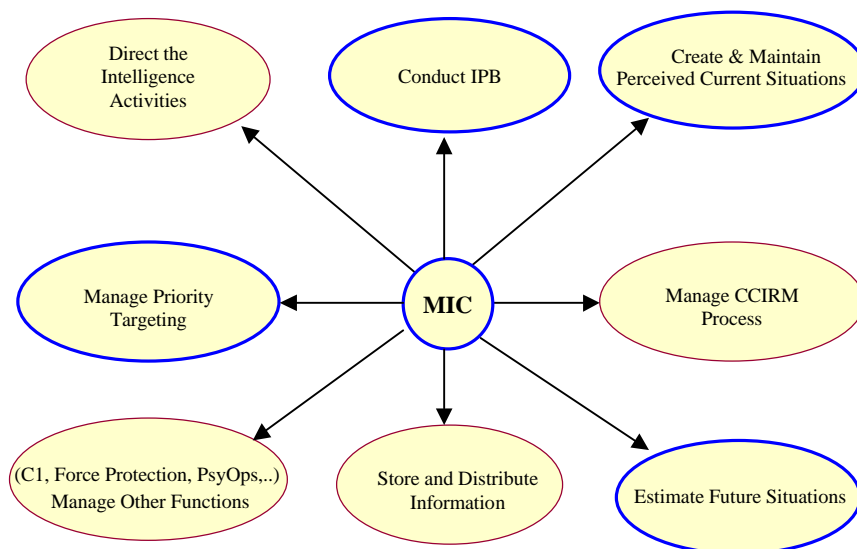 Direct the
Intelligence
Activities
Conduct IPB
Create & Maintain
Perceived Current Situations
Manage Priority
Targeting
MIC
Manage CCIRM
Process
(C1, Force Protection, PsyOps,..)
Manage Other Functions
Store and Distribute
Information
Estimate Future Situations